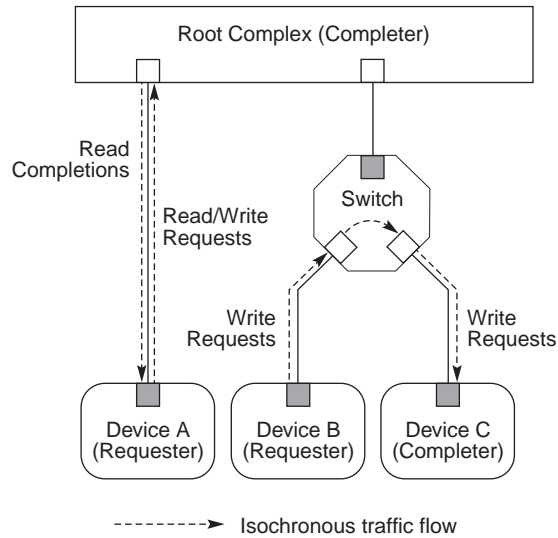 Root Complex (Completer)
Read
Completions
Read/Write
Requests
Switch
Write
Requests
Write
Requests
Device A
(Requester)
Device B
(Requester)
Device C
(Completer)
Isochronous traffic flow